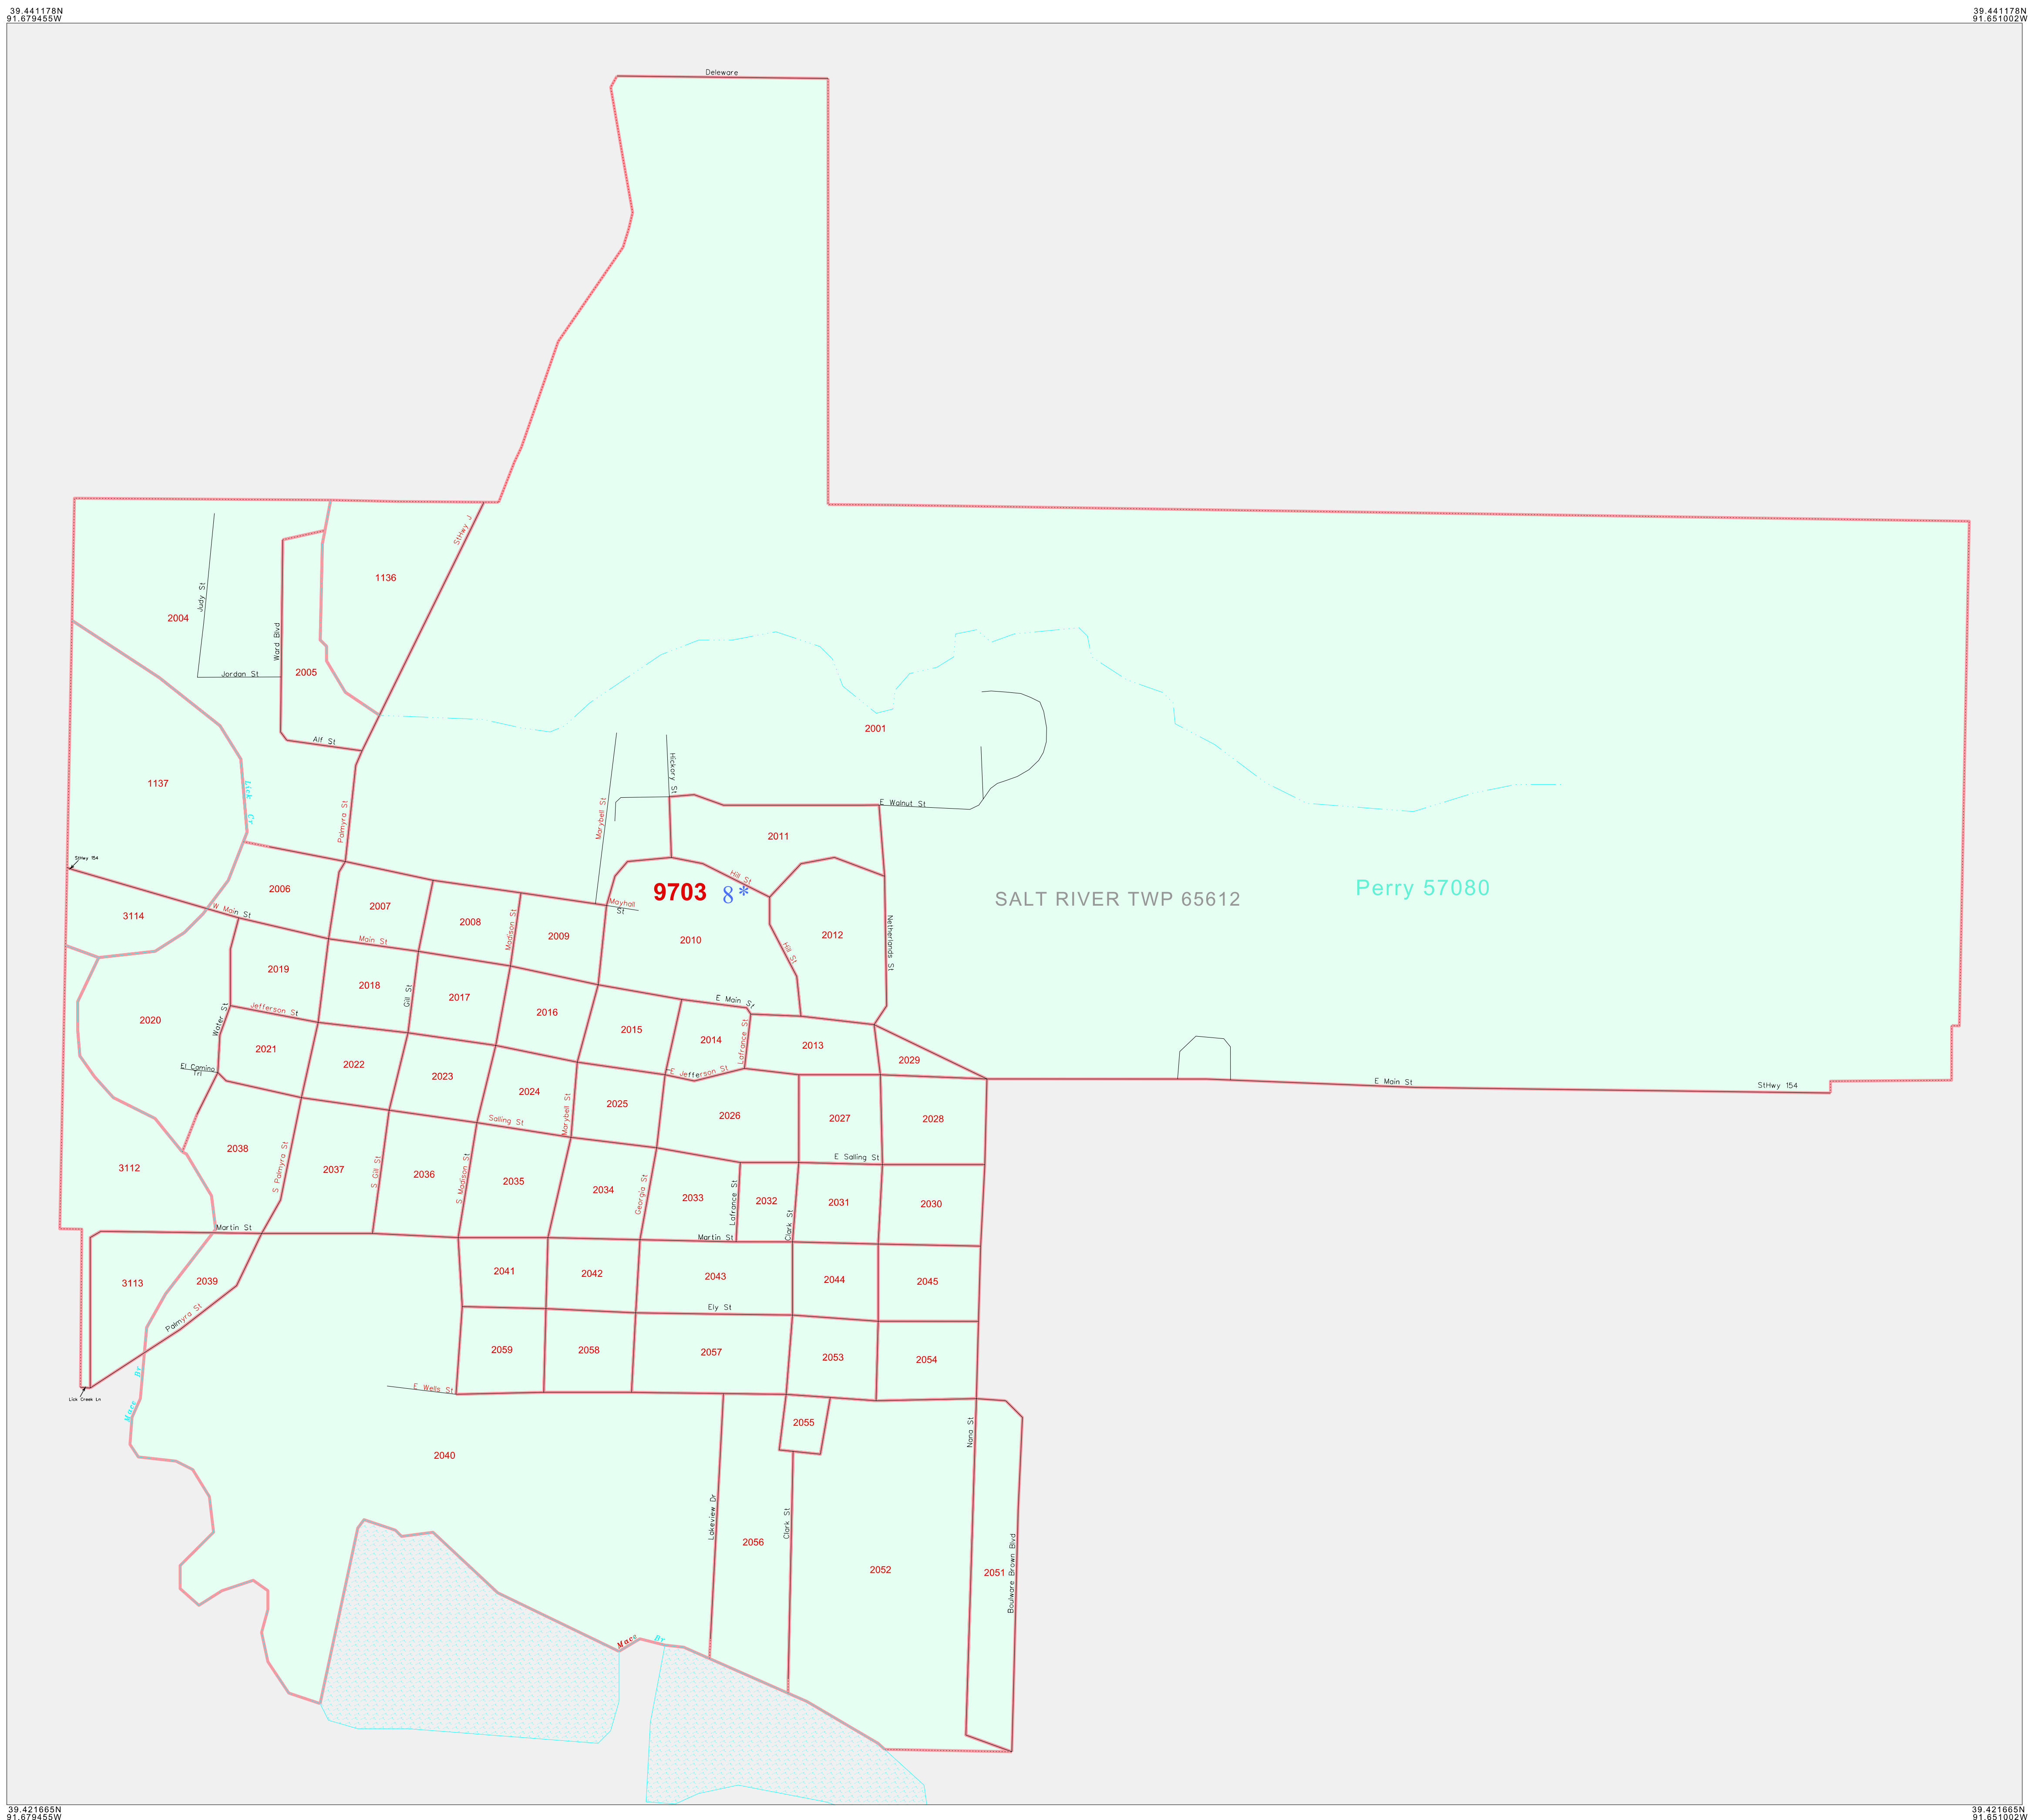 39.441178N
91.679455W
39.441178N
91.651002W
Deleware
StHwy J
1136
Judy St
2004
Ward Blvd
2005
Jordan St
Alf St
2001
1137
Lick Cr
Palmyra St
Marybell St
Hickory St
E Walnut St
2011
StHwy 154
2006
2007
Hill St
9703 8*
Perry 57080
SALT RIVER TWP 65612
Mayhall St
3114
W Main St
2008
Madison St
2009
2010
2012
Hill St
Netherlands St
Main St
2019
2018
Gill St
2017
2016
E Main St
2015
2014
Lafrance St
2013
2020
Water St
Jefferson St
2021
2022
2023
2029
El Camino Trl
E Jefferson St
E Main St
StHwy 154
2024
2025
Marybell St
2026
2027
2028
Salling St
3112
2038
S Palmyra St
2037
S Gill St
2036
S Madison St
2035
2034
Georgia St
2033
Lafrance St
2032
Clark St
2031
E Salling St
2030
Martin St
Martin St
3113
2039
2041
2042
2043
2044
2045
Palmyra St
Ely St
2059
2058
2057
2053
2054
Macs Br
Lick Creek Ln
E Wells St
2055
Nana St
2040
Lakeview Dr
2056
Clark St
2052
2051
Boulware Brown Blvd
Macs Br
39.421665N
91.679455W
39.421665N
91.651002W